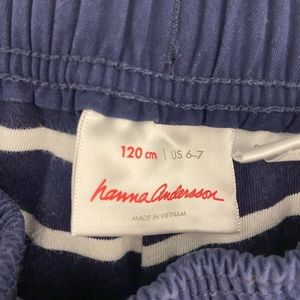 120 cm | US 6-7
hanna Andersson
MADE IN VIETNAM